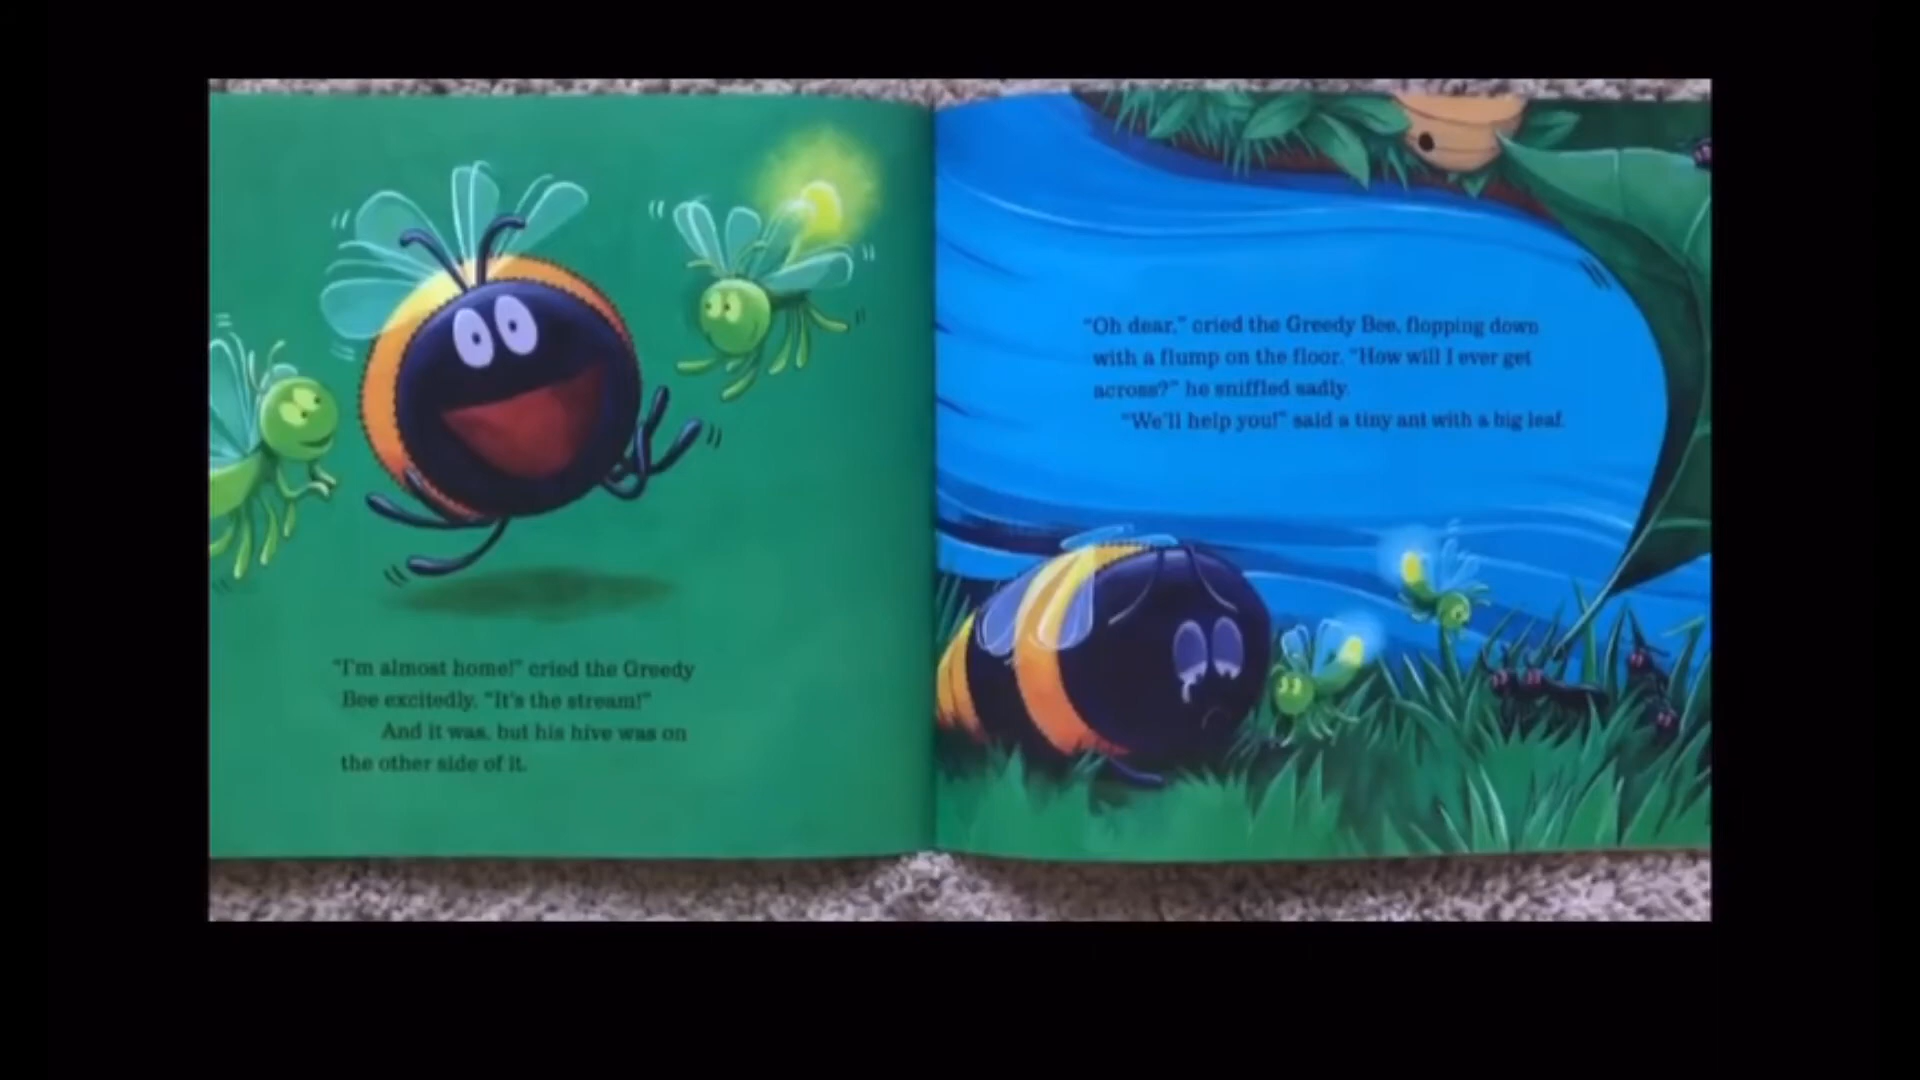 "I'm almost home!" cried the Greedy
Bee excitedly. "It's the stream!"
And it was, but his hive was on
the other side of it.
"Oh dear," cried the Greedy Bee, flopping down
with a flump on the floor. "How will I ever get
across?" he sniffled sadly.
"We'll help you!" said a tiny ant with a big leaf.